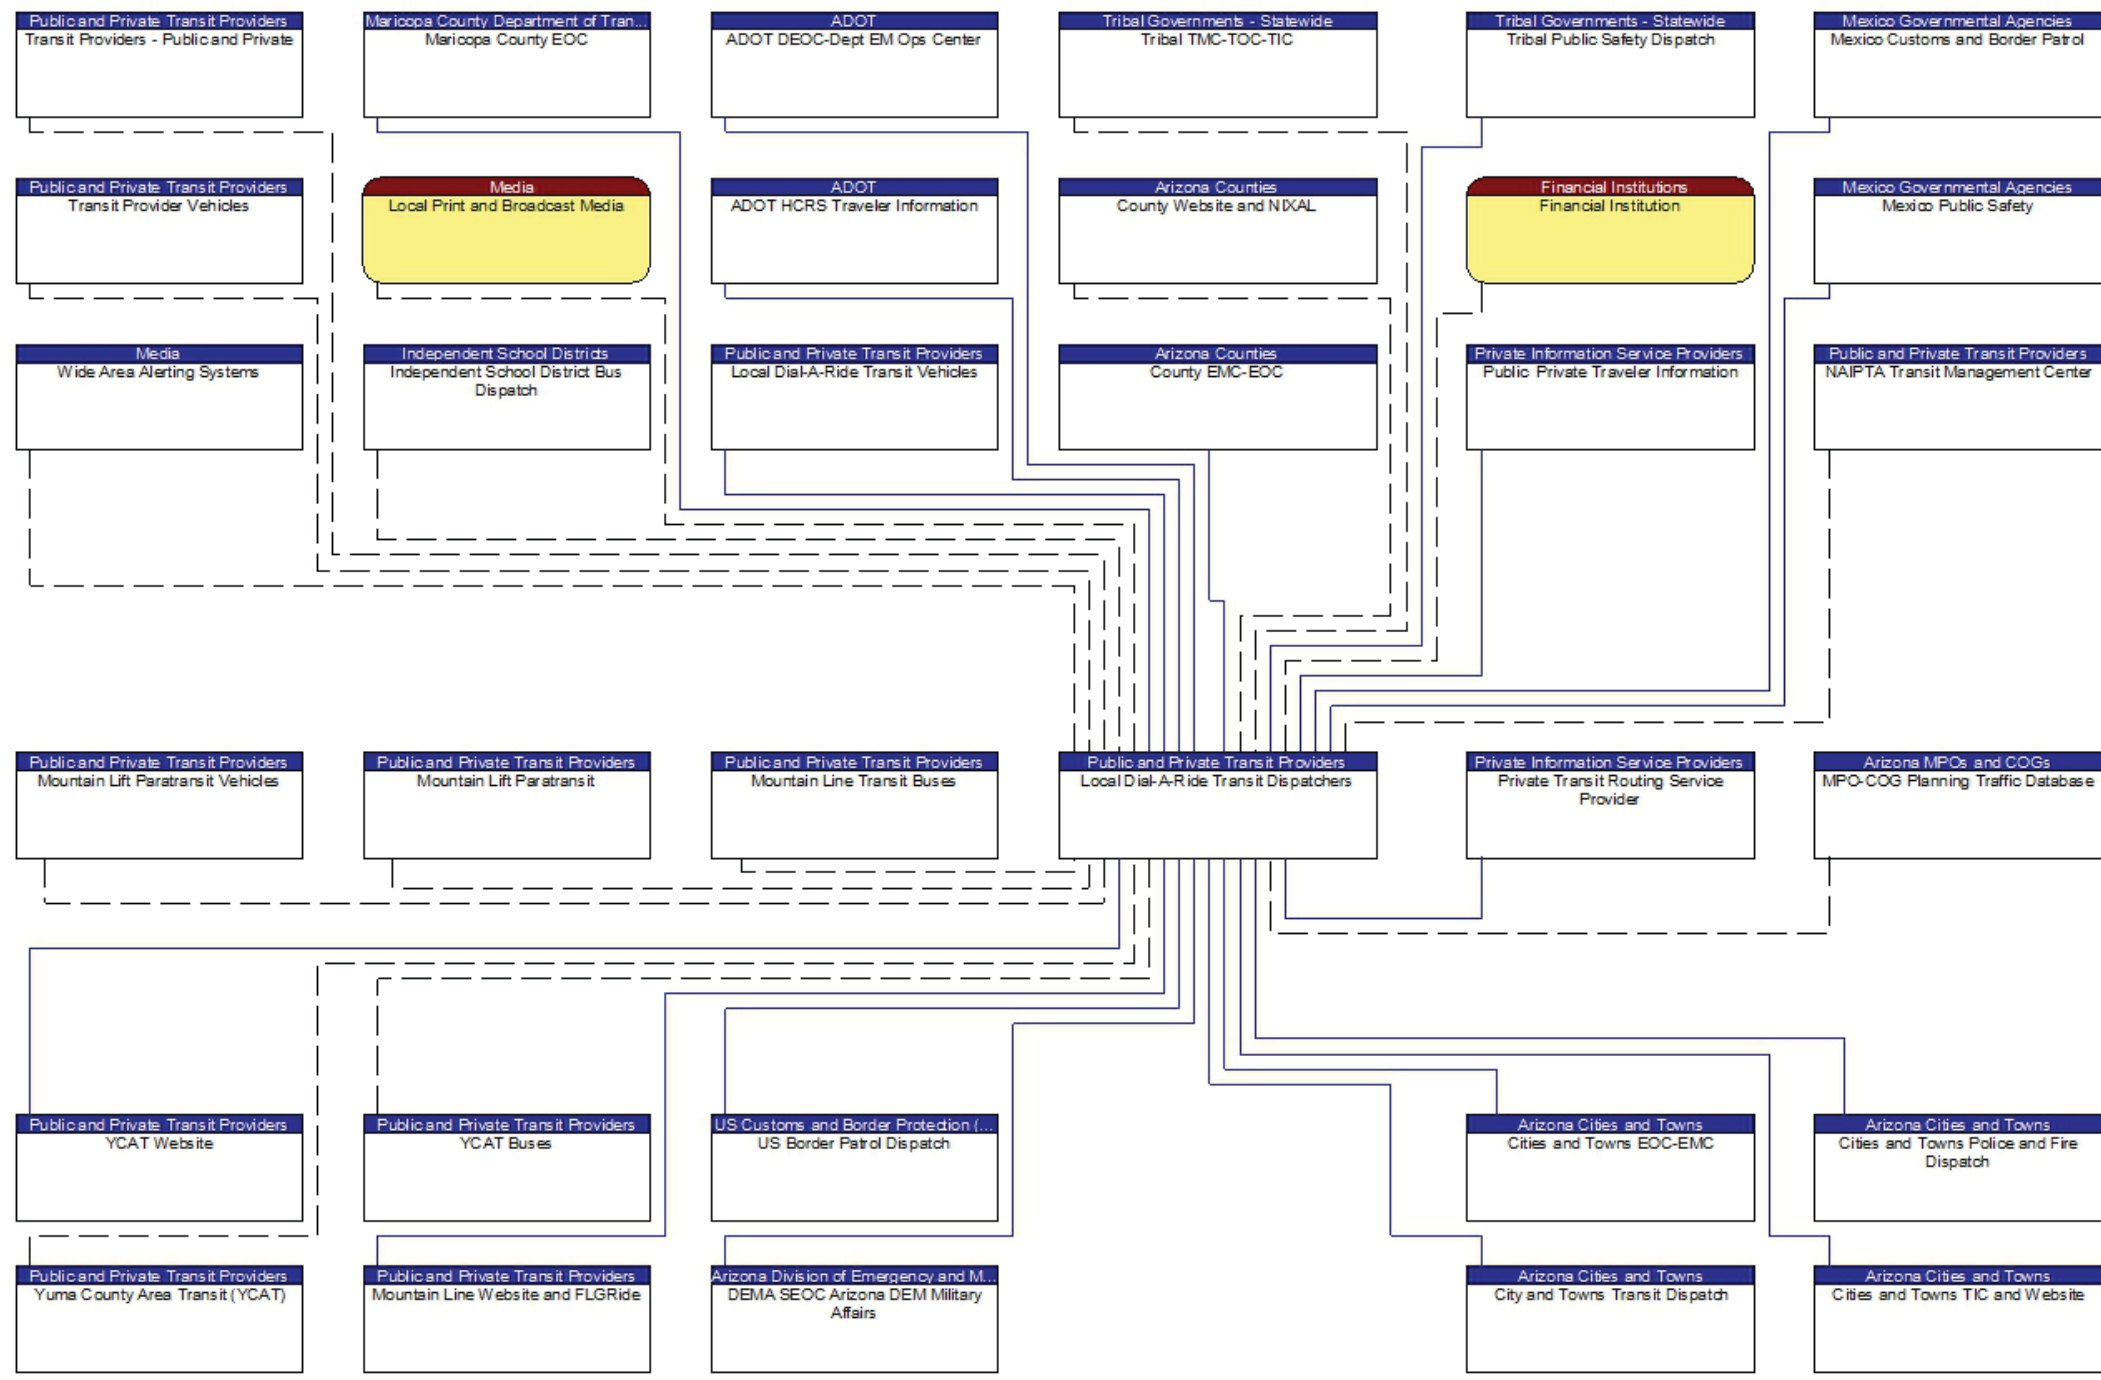 Public and Private Transit Providers
Transit Providers - Public and Private
Maricopa County Department of Tran...
Maricopa County EOC
ADOT
ADOT DEOC-Dept EM Ops Center
Tribal Governments - Statewide
Tribal TMC-TOC-TIC
Tribal Governments - Statewide
Tribal Public Safety Dispatch
Mexico Governmental Agencies
Mexico Customs and Border Patrol
Public and Private Transit Providers
Transit Provider Vehicles
Media
Local Print and Broadcast Media
ADOT
ADOT HCRS Traveler Information
Arizona Counties
County Website and NIXAL
Financial Institutions
Financial Institution
Mexico Governmental Agencies
Mexico Public Safety
Media
Wide Area Alerting Systems
Independent School Districts
Independent School District Bus
Dispatch
Public and Private Transit Providers
Local Dial-A-Ride Transit Vehicles
Arizona Counties
County EMC-EOC
Private Information Service Providers
Public Private Traveler Information
Public and Private Transit Providers
NAIPTA Transit Management Center
Public and Private Transit Providers
Mountain Lift Paratransit Vehicles
Public and Private Transit Providers
Mountain Lift Paratransit
Public and Private Transit Providers
Mountain Line Transit Buses
Public and Private Transit Providers
Local Dial-A-Ride Transit Dispatchers
Private Information Service Providers
Private Transit Routing Service
Provider
Arizona MPOs and COGs
MPO-COG Planning Traffic Database
Public and Private Transit Providers
YCAT Website
Public and Private Transit Providers
YCAT Buses
US Customs and Border Protection (...
US Border Patrol Dispatch
Arizona Cities and Towns
Cities and Towns EOC-EMC
Arizona Cities and Towns
Cities and Towns Police and Fire
Dispatch
Public and Private Transit Providers
Yuma County Area Transit (YCAT)
Public and Private Transit Providers
Mountain Line Website and FLGRide
Arizona Division of Emergency and M...
DEMA SEOC Arizona DEM Military
Affairs
Arizona Cities and Towns
City and Towns Transit Dispatch
Arizona Cities and Towns
Cities and Towns TIC and Website